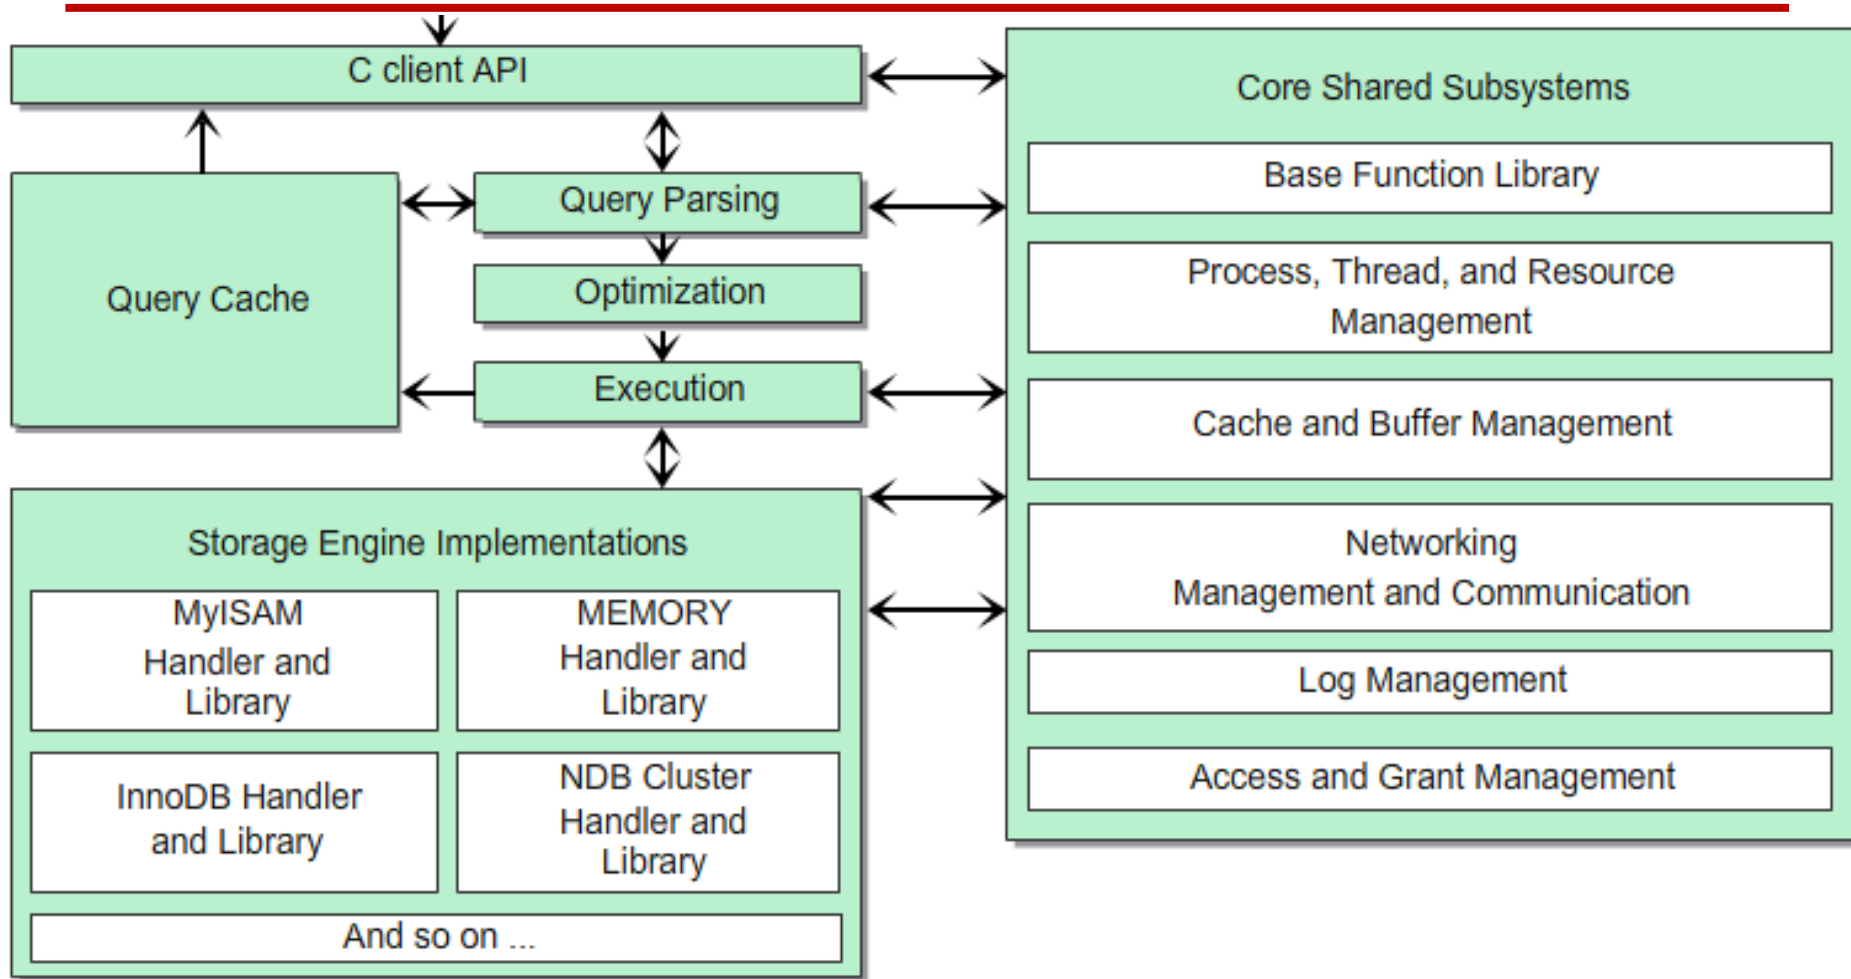 C client API
Query Cache
Query Parsing
Optimization
Execution
Storage Engine Implementations
MyISAM
Handler and
Library
MEMORY
Handler and
Library
InnoDB Handler
and Library
NDB Cluster
Handler and
Library
And so on ...
Core Shared Subsystems
Base Function Library
Process, Thread, and Resource
Management
Cache and Buffer Management
Networking
Management and Communication
Log Management
Access and Grant Management